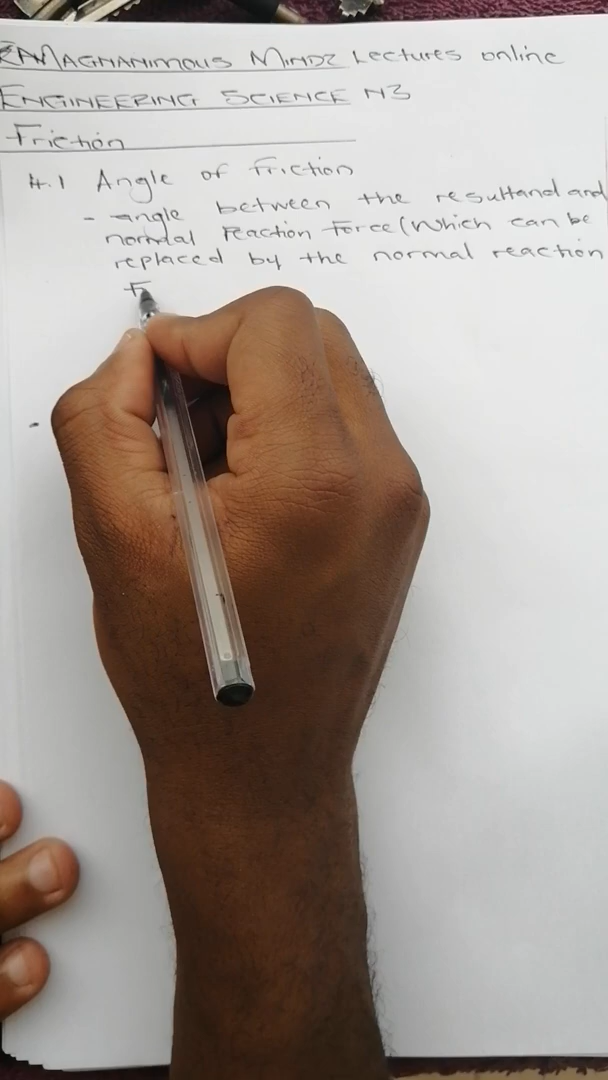 MAGNANIMOUS MINDZ Lectures online
ENGINEERING SCIENCE N3
Friction
4.1 Angle of friction
- angle between the resultand and
normal reaction force (which can be
replaced by the normal reaction
F